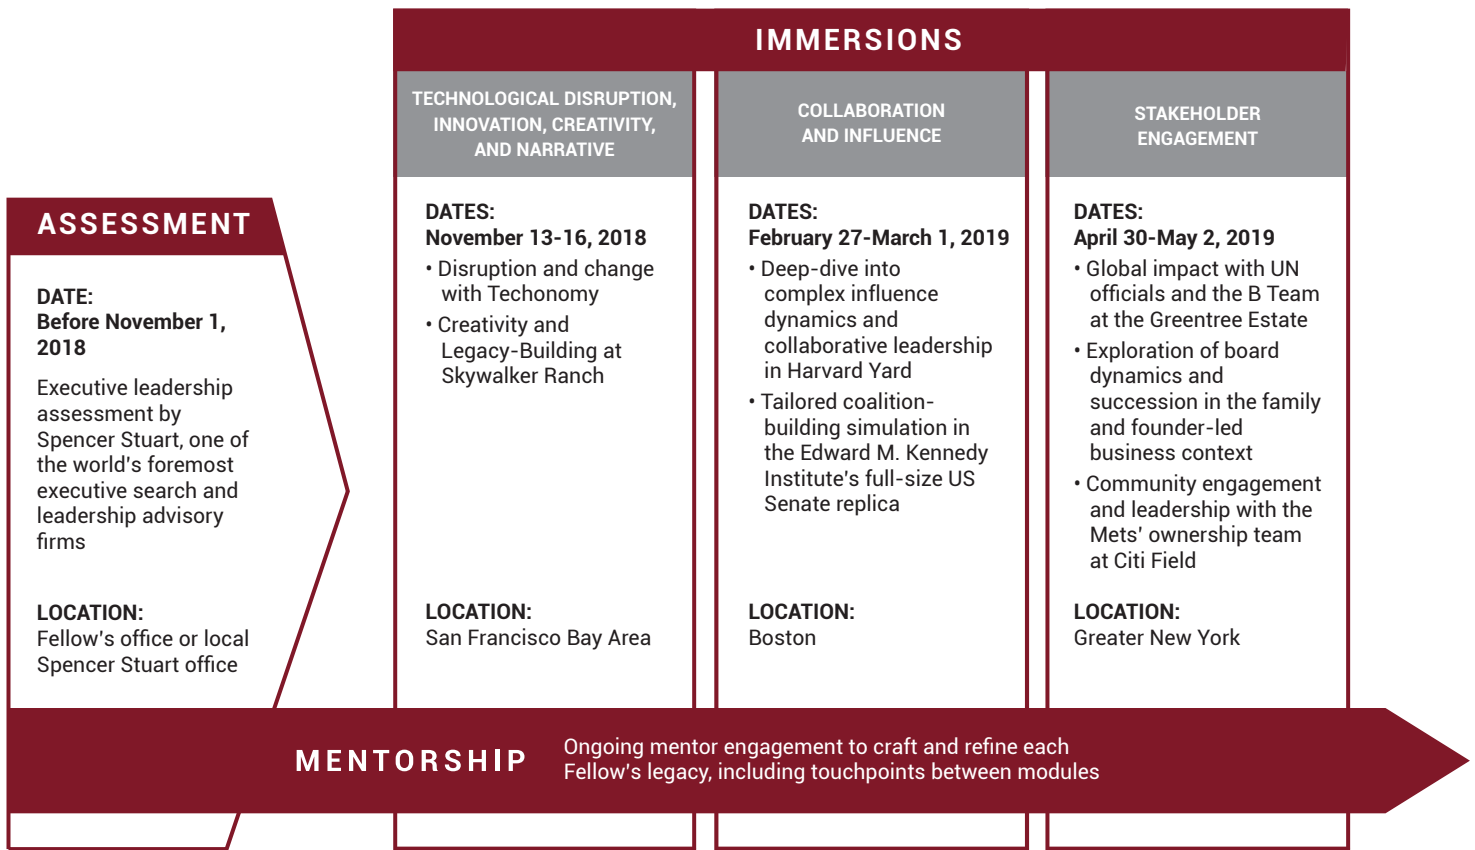 ASSESSMENT
DATE:
Before November 1,
2018
Executive leadership
assessment by
Spencer Stuart, one of
the world's foremost
executive search and
leadership advisory
firms
LOCATION:
Fellow's office or local
Spencer Stuart office
IMMERSIONS
TECHNOLOGICAL DISRUPTION,
INNOVATION, CREATIVITY,
AND NARRATIVE
DATES:
November 13-16, 2018
• Disruption and change
with Techonomy
• Creativity and
Legacy-Building at
Skywalker Ranch
LOCATION:
San Francisco Bay Area
COLLABORATION
AND INFLUENCE
DATES:
February 27-March 1, 2019
• Deep-dive into
complex influence
dynamics and
collaborative leadership
in Harvard Yard
• Tailored coalition-
building simulation in
the Edward M. Kennedy
Institute's full-size US
Senate replica
LOCATION:
Boston
STAKEHOLDER
ENGAGEMENT
DATES:
April 30-May 2, 2019
• Global impact with UN
officials and the B Team
at the Greentree Estate
• Exploration of board
dynamics and
succession in the family
and founder-led
business context
• Community engagement
and leadership with the
Mets' ownership team
at Citi Field
LOCATION:
Greater New York
MENTORSHIP
Ongoing mentor engagement to craft and refine each
Fellow's legacy, including touchpoints between modules